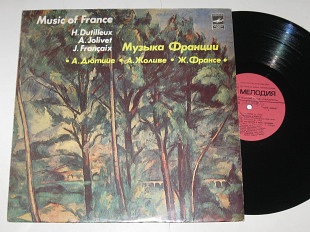 Music of France
H. Dutilleux
A. Jolivet
J. Françaix
Музыка Франции
• А. Дютийе • А. Жоливе • Ж. Франсе •
МЕЛОДИЯ